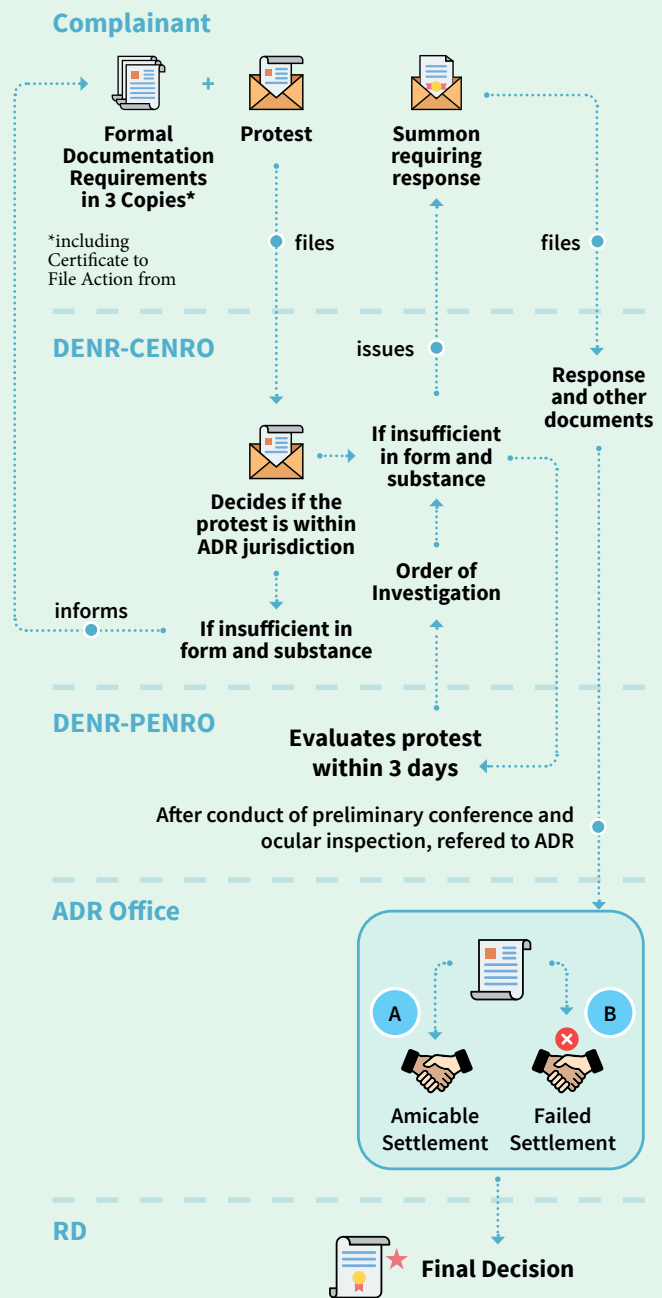 Complainant
+
Formal
Documentation
Requirements
in 3 Copies*
Protest
Summon
requiring
response
*including
Certificate to
File Action from
files
files
DENR-CENRO
issues
Response
and other
documents
If insufficient
in form and
substance
Decides if the
protest is within
ADR jurisdiction
Order of
Investigation
informs
If insufficient in
form and substance
DENR-PENRO
Evaluates protest
within 3 days
After conduct of preliminary conference and
ocular inspection, refered to ADR
ADR Office
A
B
Amicable
Settlement
Failed
Settlement
RD
Final Decision